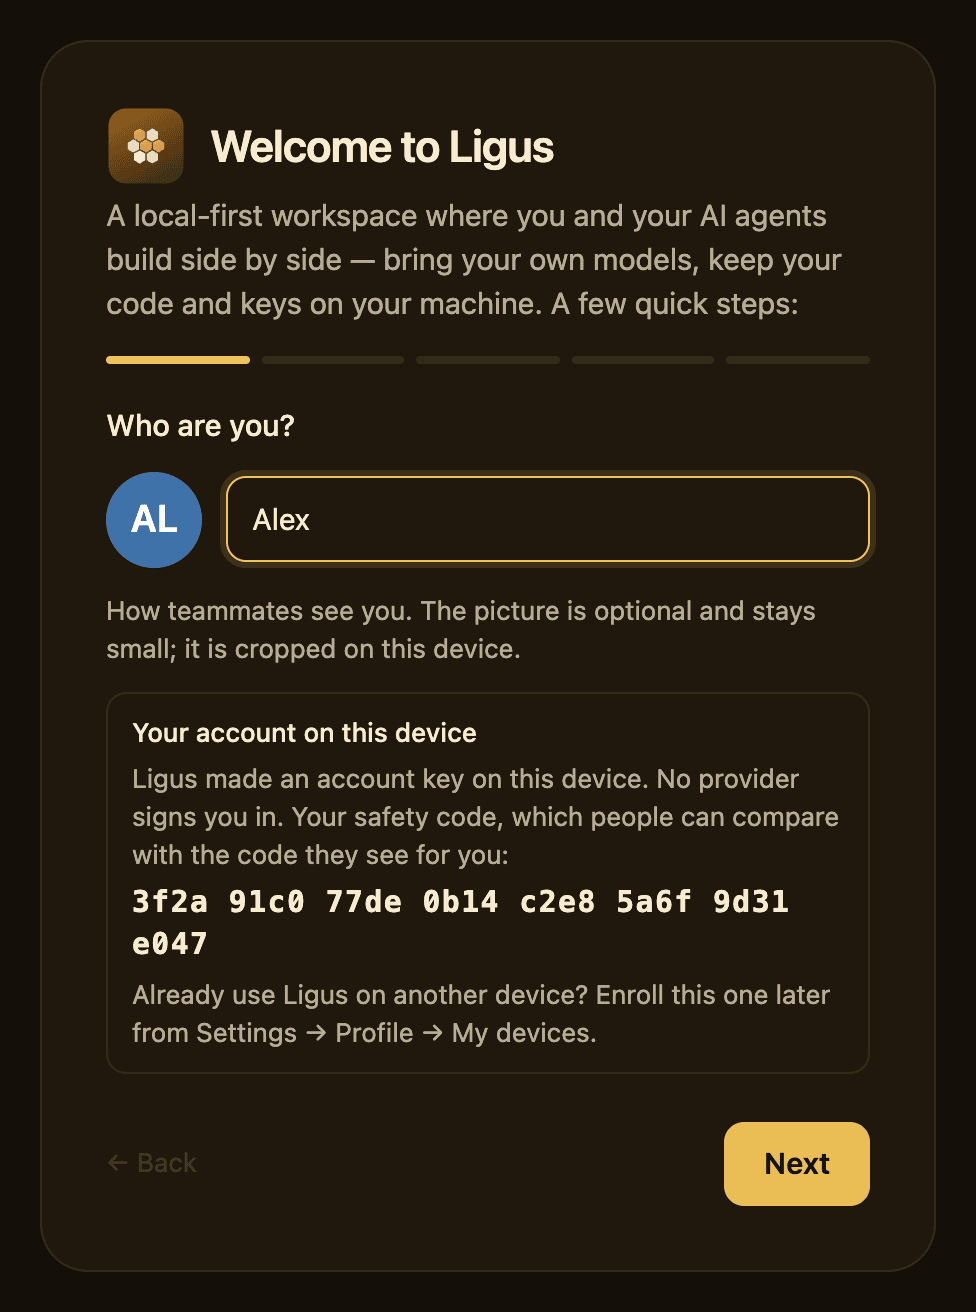 Welcome to Ligus
A local-first workspace where you and your AI agents
build side by side — bring your own models, keep your
code and keys on your machine. A few quick steps:
Who are you?
AL
Alex
How teammates see you. The picture is optional and stays
small; it is cropped on this device.
Your account on this device
Ligus made an account key on this device. No provider
signs you in. Your safety code, which people can compare
with the code they see for you:
3f2a 91c0 77de 0b14 c2e8 5a6f 9d31
e047
Already use Ligus on another device? Enroll this one later
from Settings → Profile → My devices.
← Back
Next